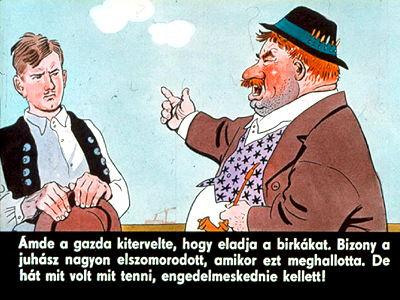 Ámde a gazda kitervelte, hogy eladja a birkákat. Bizony a
juhász nagyon elszomorodott, amikor ezt meghallotta. De
hát mit volt mit tenni, engedelmeskednie kellett!